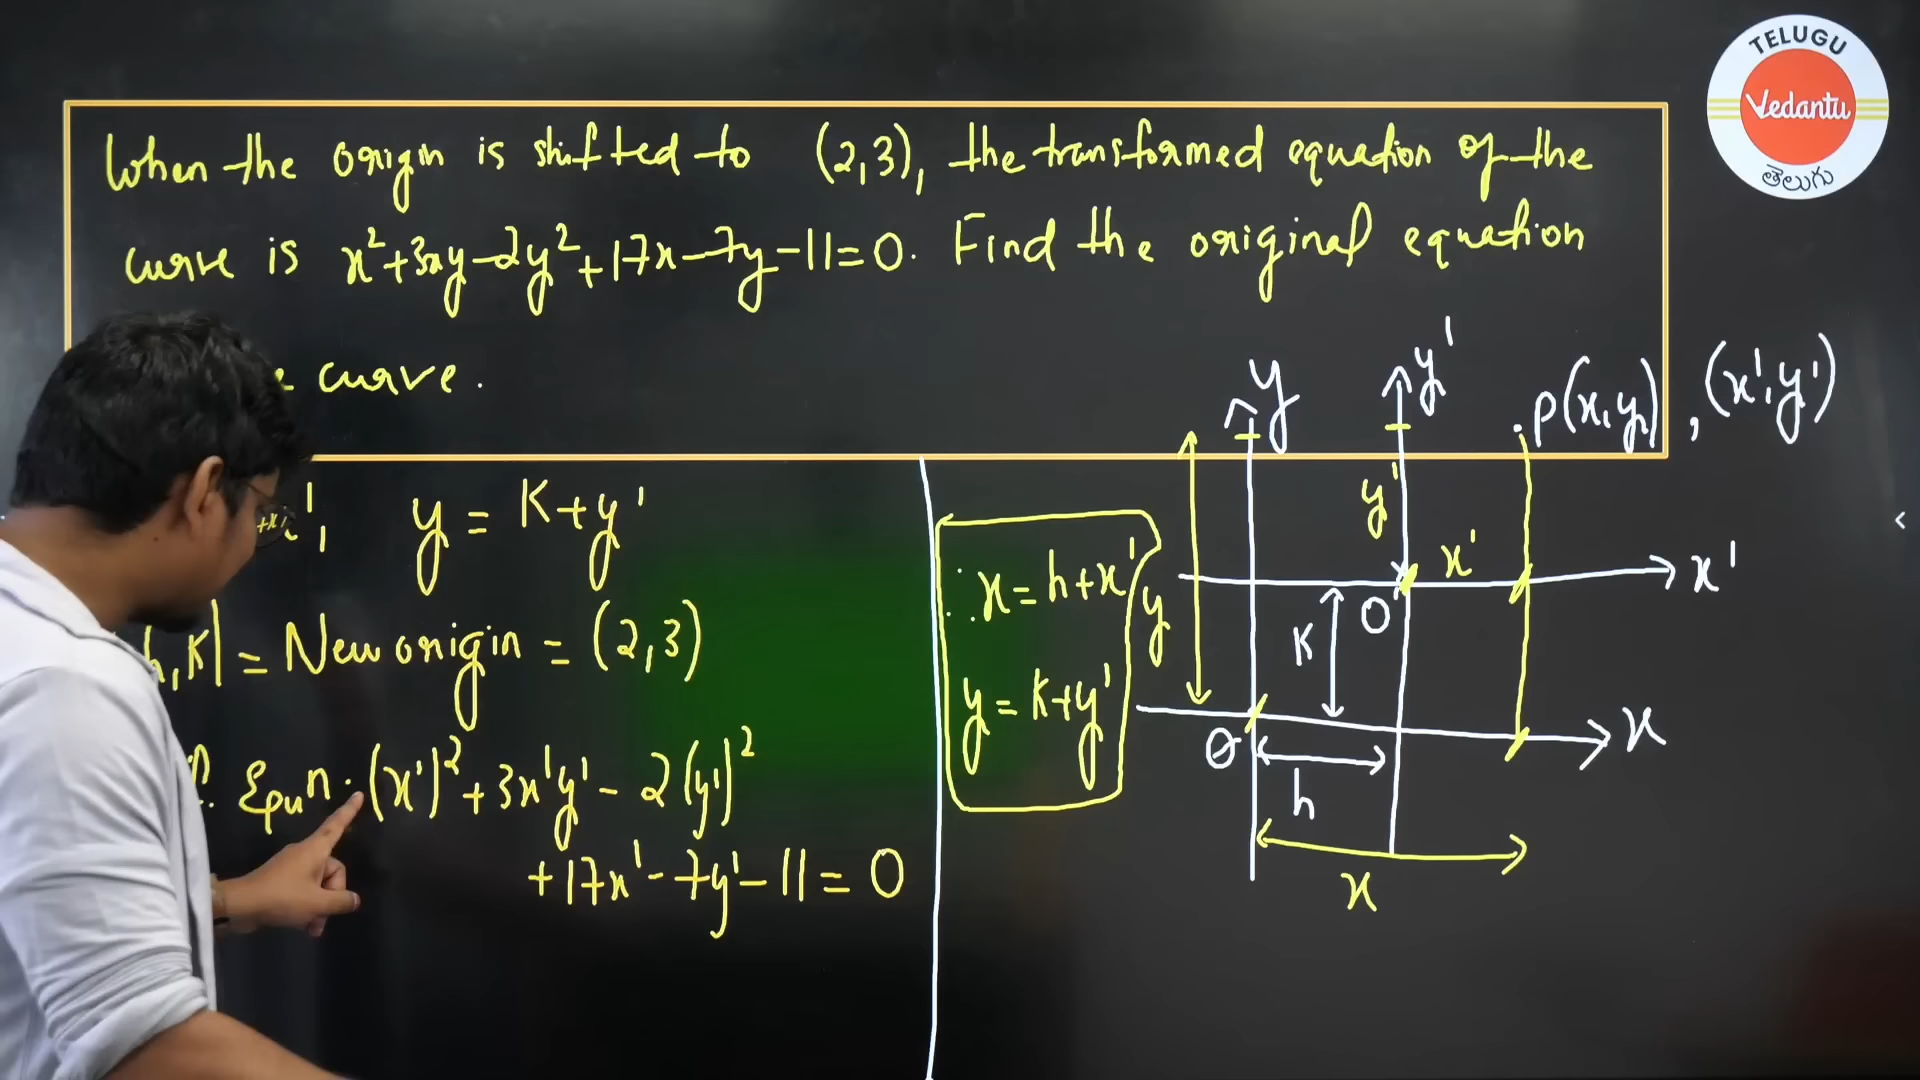 TELUGU
Vedantu
తెలుగు
When the origin is shifted to (2,3), the transformed equation of the
curve is x²+3xy-2y²+17x-7y-11=0. Find the original equation
curve.
y = K+y'
h,K) = New origin = (2,3)
Equn: (x')²+3x'y'-2(y')²
+17x'-7y'-11=0
∴ x=h+x'
y=K+y'
y
y'
P(x,y), (x',y')
y'
x'
x'
y
K
O'
x
O
h
x